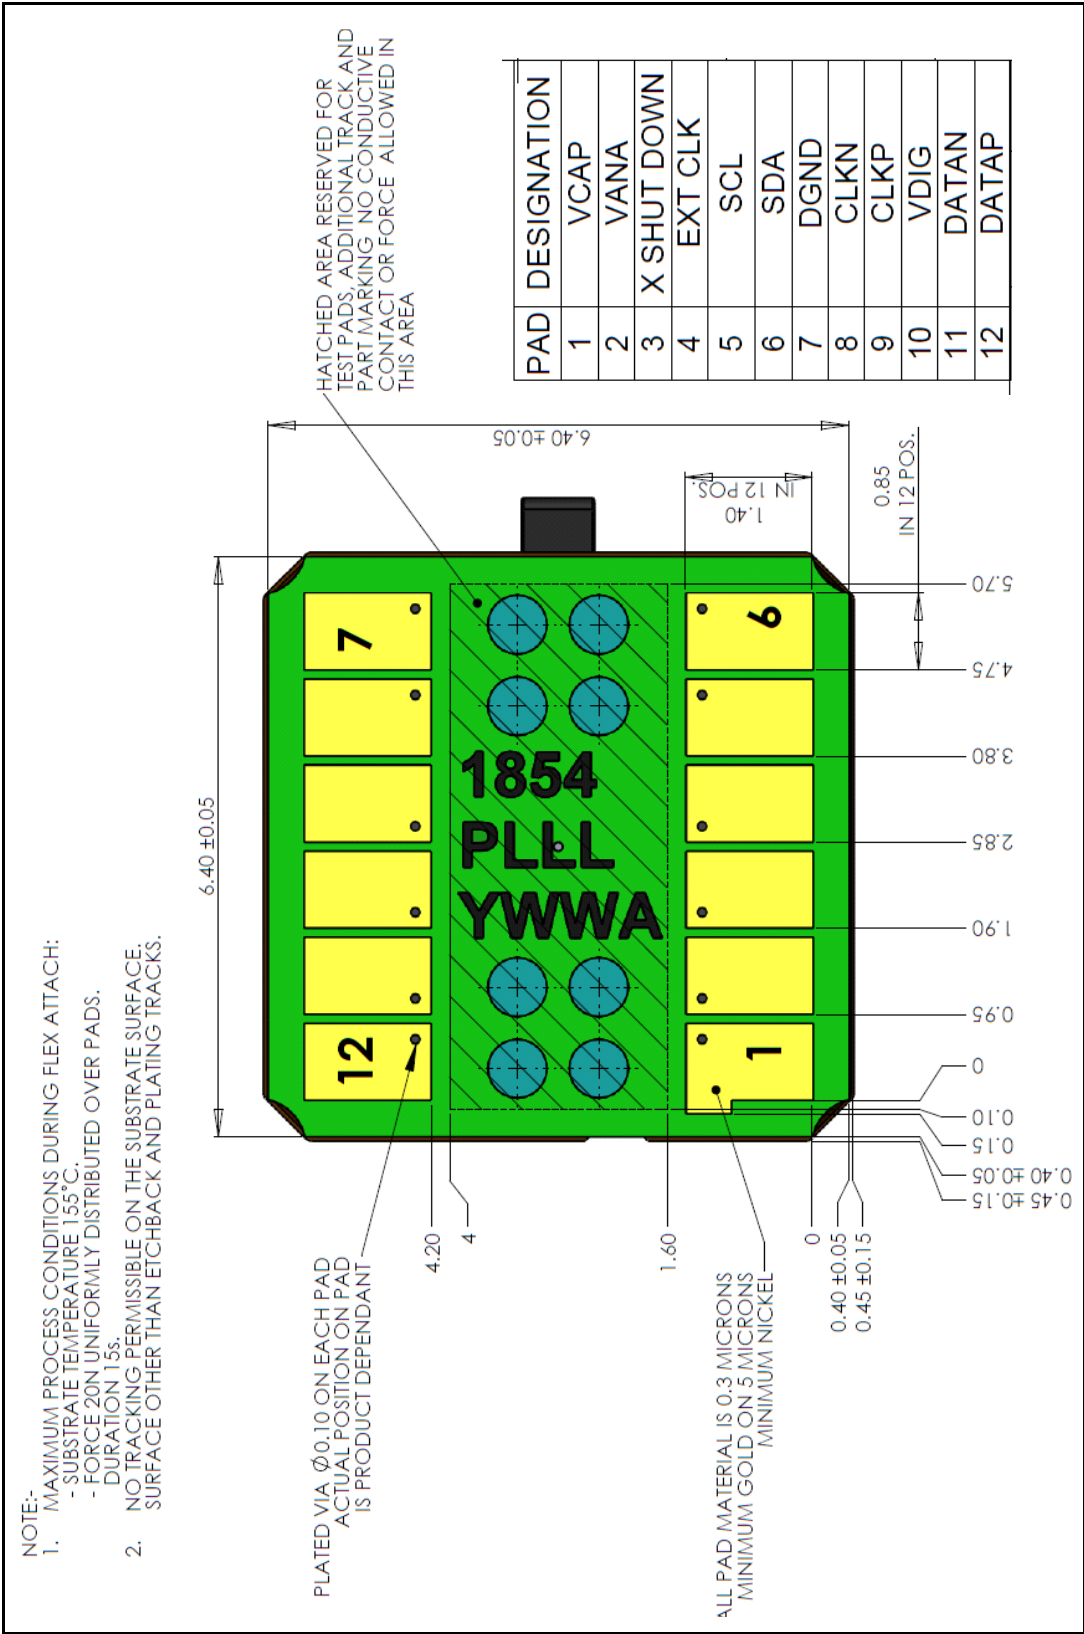 NOTE:-
1. MAXIMUM PROCESS CONDITIONS DURING FLEX ATTACH:
- SUBSTRATE TEMPERATURE 155°C.
- FORCE 20N UNIFORMLY DISTRIBUTED OVER PADS.
DURATION 15s.
2. NO TRACKING PERMISSIBLE ON THE SUBSTRATE SURFACE.
SURFACE OTHER THAN ETCHBACK AND PLATING TRACKS.
6.40 ±0.05
HATCHED AREA RESERVED FOR
TEST PADS, ADDITIONAL TRACK AND
PART MARKING NO CONDUCTIVE
CONTACT OR FORCE ALLOWED IN
THIS AREA
PLATED VIA Ø0.10 ON EACH PAD
ACTUAL POSITION ON PAD
IS PRODUCT DEPENDANT
12
7
4.20
4
1854
PLLL
YWWA
6.40 ±0.05
1.60
0
0.40 ±0.05
0.45 ±0.15
ALL PAD MATERIAL IS 0.3 MICRONS
MINIMUM GOLD ON 5 MICRONS
MINIMUM NICKEL
1
6
1.40
IN 12 POS.
0.85
IN 12 POS.
0.45 ±0.15
0.40 ±0.05
0.15
0.10
0
0.95
1.90
2.85
3.80
4.75
5.70
PAD DESIGNATION
1 VCAP
2 VANA
3 X SHUT DOWN
4 EXT CLK
5 SCL
6 SDA
7 DGND
8 CLKN
9 CLKP
10 VDIG
11 DATAN
12 DATAP